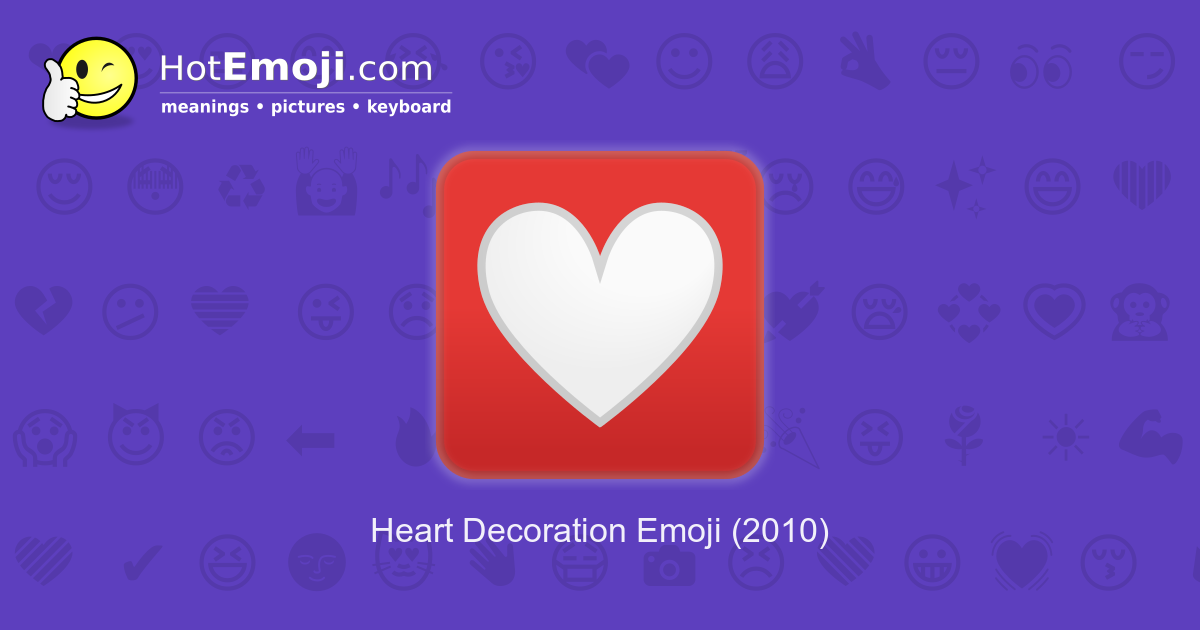 HotEmoji.com
meanings • pictures • keyboard
Heart Decoration Emoji (2010)